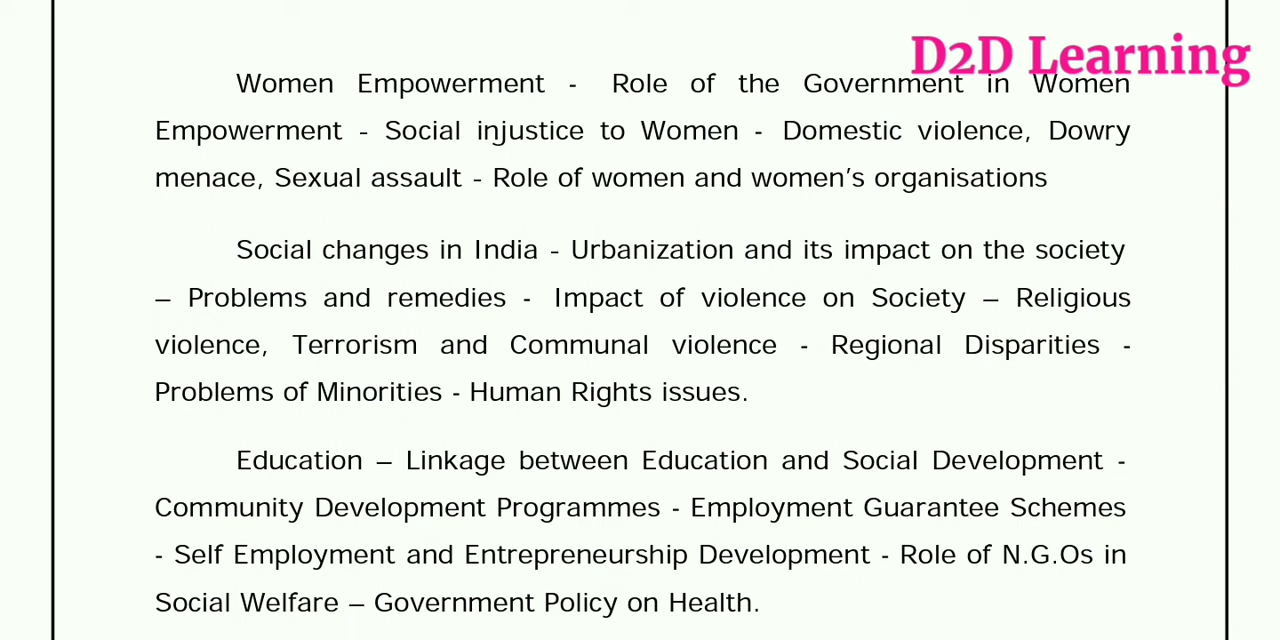 D2D Learning
Women Empowerment - Role of the Government in Women
Empowerment - Social injustice to Women - Domestic violence, Dowry
menace, Sexual assault - Role of women and women’s organisations
Social changes in India - Urbanization and its impact on the society
– Problems and remedies - Impact of violence on Society – Religious
violence, Terrorism and Communal violence - Regional Disparities -
Problems of Minorities - Human Rights issues.
Education – Linkage between Education and Social Development -
Community Development Programmes - Employment Guarantee Schemes
- Self Employment and Entrepreneurship Development - Role of N.G.Os in
Social Welfare – Government Policy on Health.